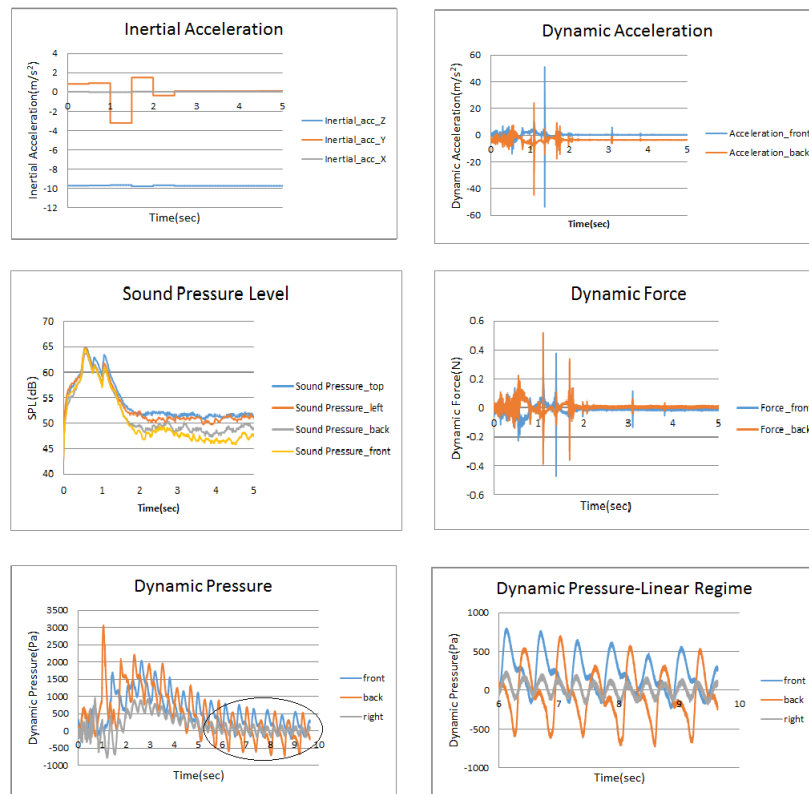 Inertial Acceleration
Inertial Acceleration(m/s²)
4
2
0
-2
-4
-6
-8
-10
-12
0 1 2 3 4 5
Time(sec)
Inertial_acc_Z
Inertial_acc_Y
Inertial_acc_X
Dynamic Acceleration
Dynamic Acceleration(m/s²)
60
40
20
0
-20
-40
-60
0 1 2 3 4 5
Time(sec)
Acceleration_front
Acceleration_back
Sound Pressure Level
SPL(dB)
70
65
60
55
50
45
40
0 1 2 3 4 5
Time(sec)
Sound Pressure_top
Sound Pressure_left
Sound Pressure_back
Sound Pressure_front
Dynamic Force
Dynamic Force(N)
0.6
0.4
0.2
0
-0.2
-0.4
-0.6
0 1 2 3 4 5
Time(sec)
Force_front
Force_back
Dynamic Pressure
Dynamic Pressure(Pa)
3500
3000
2500
2000
1500
1000
500
0
-500
-1000
0 1 2 3 4 5 6 7 8 9 10
Time(sec)
front
back
right
Dynamic Pressure-Linear Regime
Dynamic Pressure(Pa)
1000
500
0
-500
-1000
6 7 8 9 10
Time(sec)
front
back
right